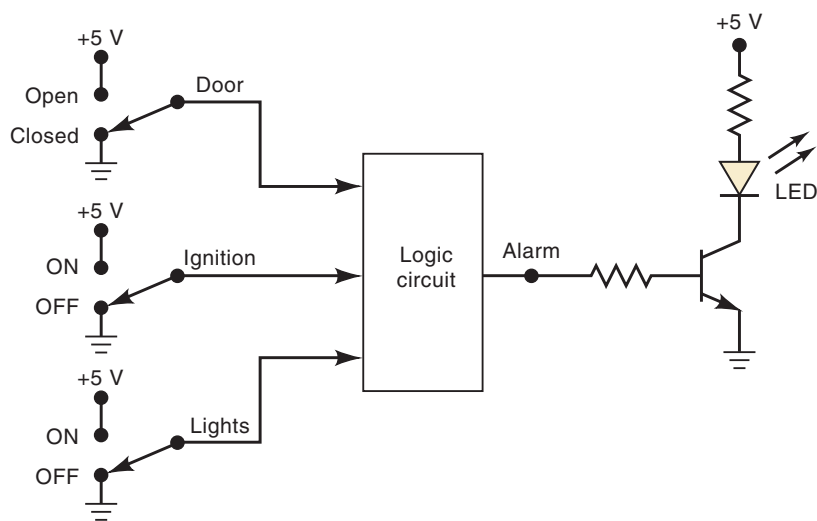 +5 V
Open
Closed
Door
+5 V
ON
OFF
Ignition
+5 V
ON
OFF
Lights
Logic
circuit
Alarm
+5 V
LED